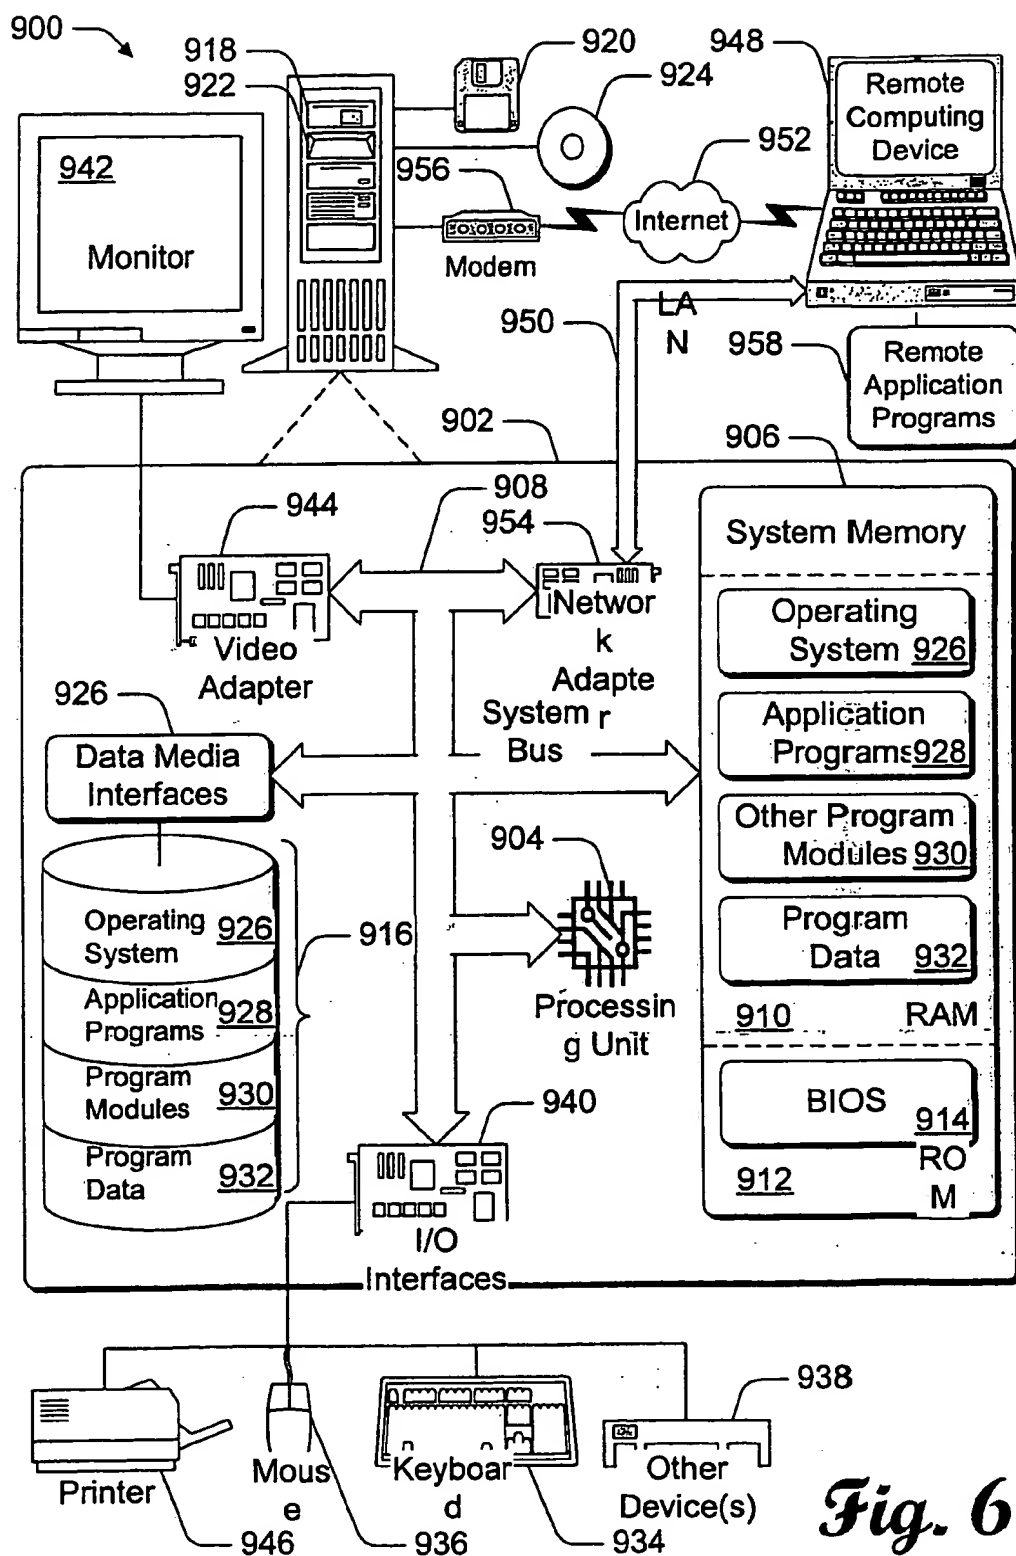 900
918
922
920
924
948
Remote
Computing
Device
952
942
956
Internet
Monitor
Modem
950
LA
N
958
Remote
Application
Programs
902
906
944
908
954
System Memory
Networ
k
Adapte
r
Video
Adapter
Operating
System 926
926
System
Bus
Application
Programs 928
Data Media
Interfaces
904
Other Program
Modules 930
Operating
System
926
916
Program
Data
932
Application
Programs
928
Processin
g Unit
910
RAM
Program
Modules
930
940
BIOS
914
Program
Data
932
912
RO
M
I/O
Interfaces
938
Printer
Mous
e
Keyboar
d
Other
Device(s)
946
936
934
Fig. 6